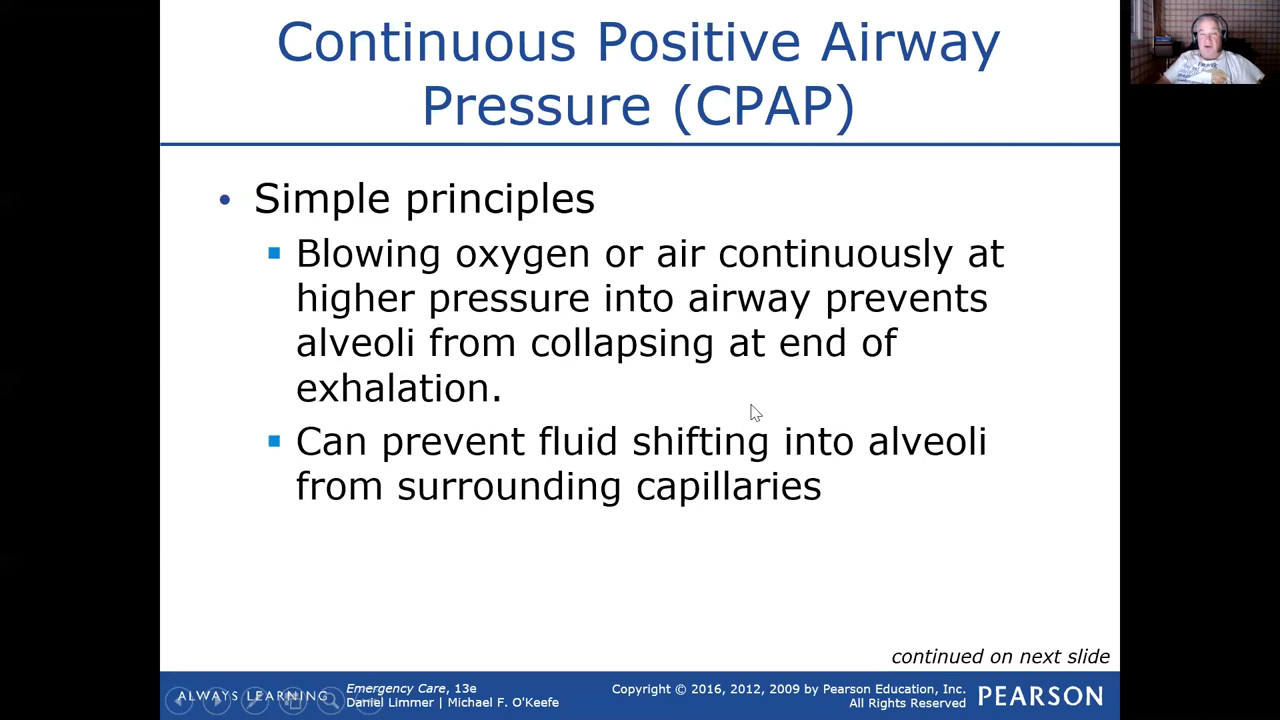 Continuous Positive Airway
Pressure (CPAP)
• Simple principles
▪ Blowing oxygen or air continuously at
higher pressure into airway prevents
alveoli from collapsing at end of
exhalation.
▪ Can prevent fluid shifting into alveoli
from surrounding capillaries
continued on next slide
ALWAYS LEARNING
Emergency Care, 13e
Daniel Limmer | Michael F. O'Keefe
Copyright © 2016, 2012, 2009 by Pearson Education, Inc.
All Rights Reserved
PEARSON